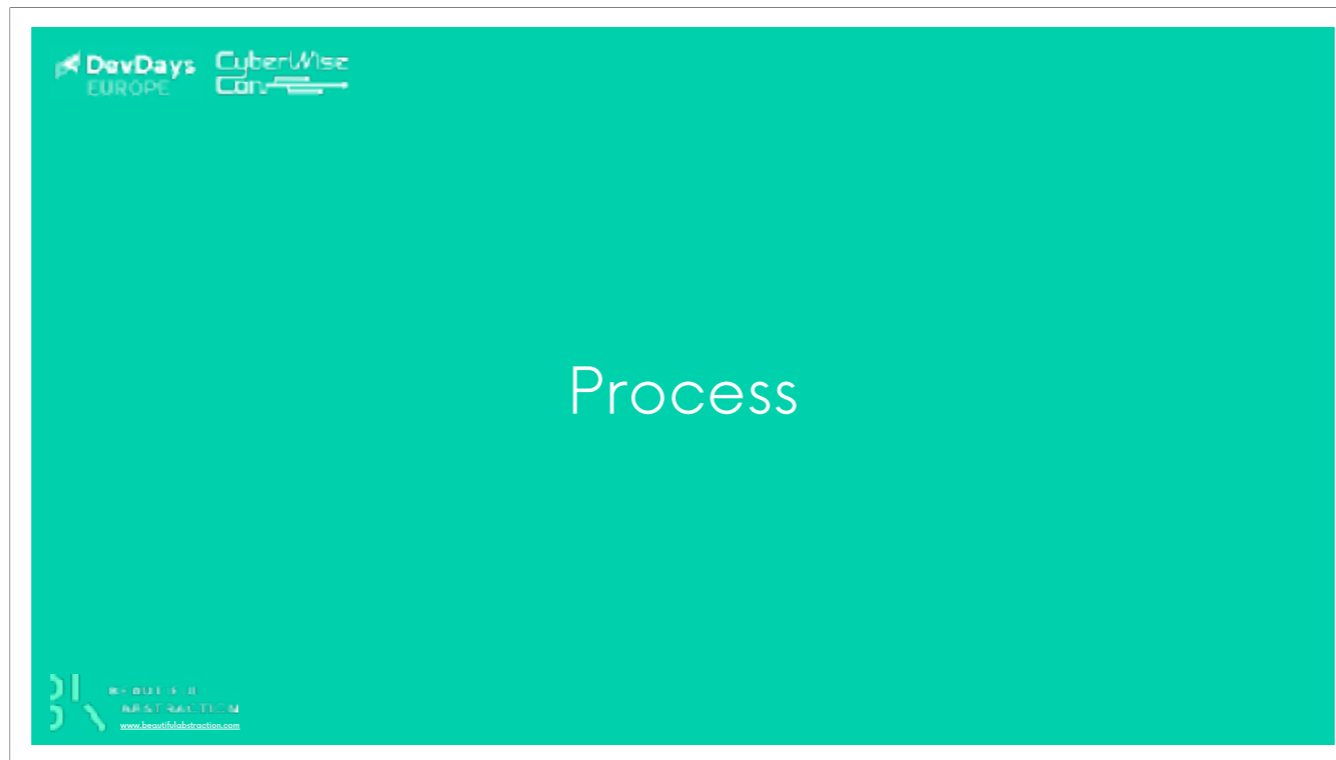 DevDays
EUROPE
CyberWise
Con
Process
BEAUTIFUL
ABSTRACTION
www.beautifulabstraction.com